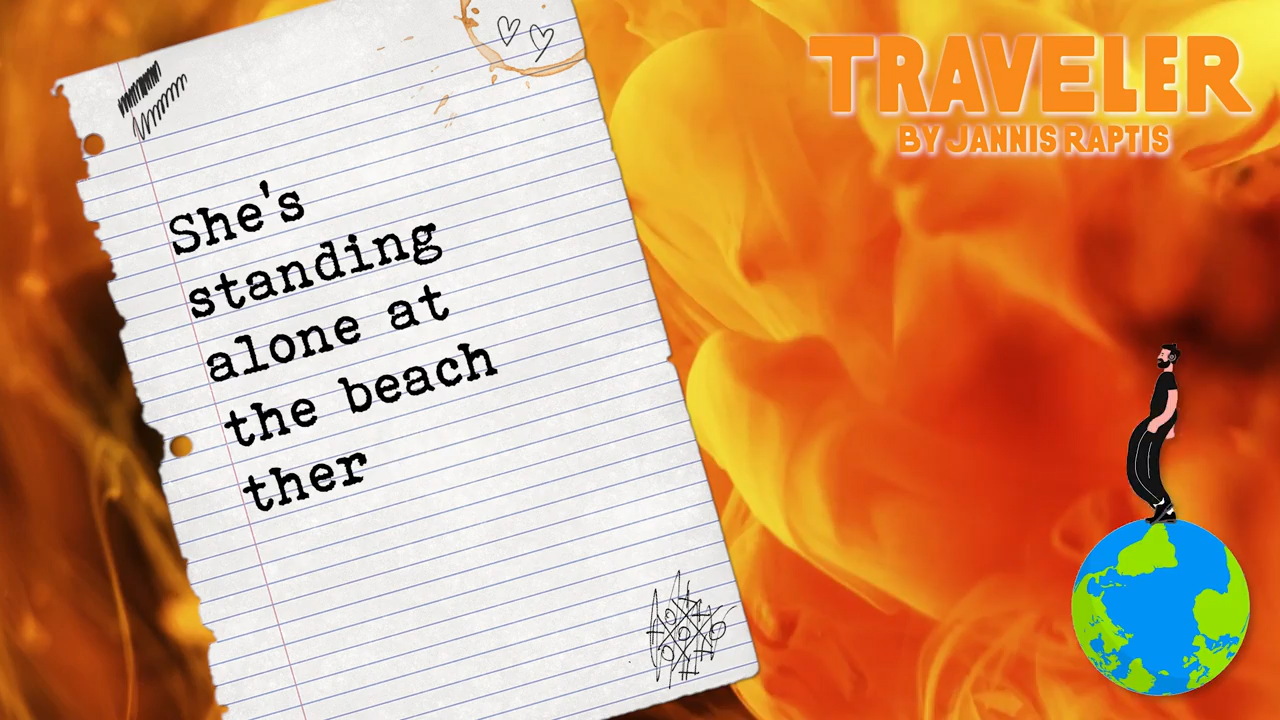 TRAVELER
BY JANNIS RAPTIS
She's
standing
alone at
the beach
ther